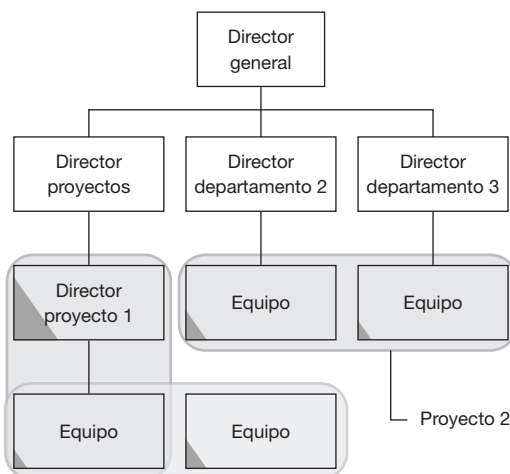 Director
general
Director
proyectos
Director
departamento 2
Director
departamento 3
Director
proyecto 1
Equipo
Equipo
Equipo
Equipo
Proyecto 2